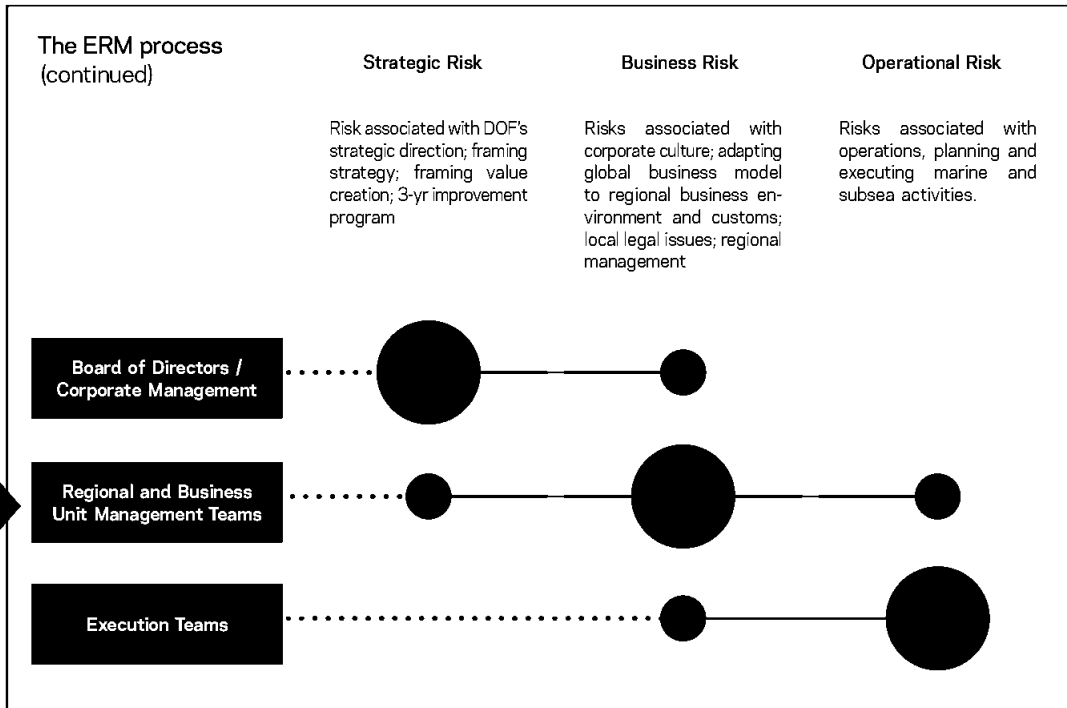 The ERM process
(continued)
Strategic Risk
Business Risk
Operational Risk
Risk associated with DOF's
strategic direction; framing
strategy; framing value
creation; 3-yr improvement
program
Risks associated with
corporate culture; adapting
global business model
to regional business en-
vironment and customs;
local legal issues; regional
management
Risks associated with
operations, planning and
executing marine and
subsea activities.
Board of Directors /
Corporate Management
Regional and Business
Unit Management Teams
Execution Teams